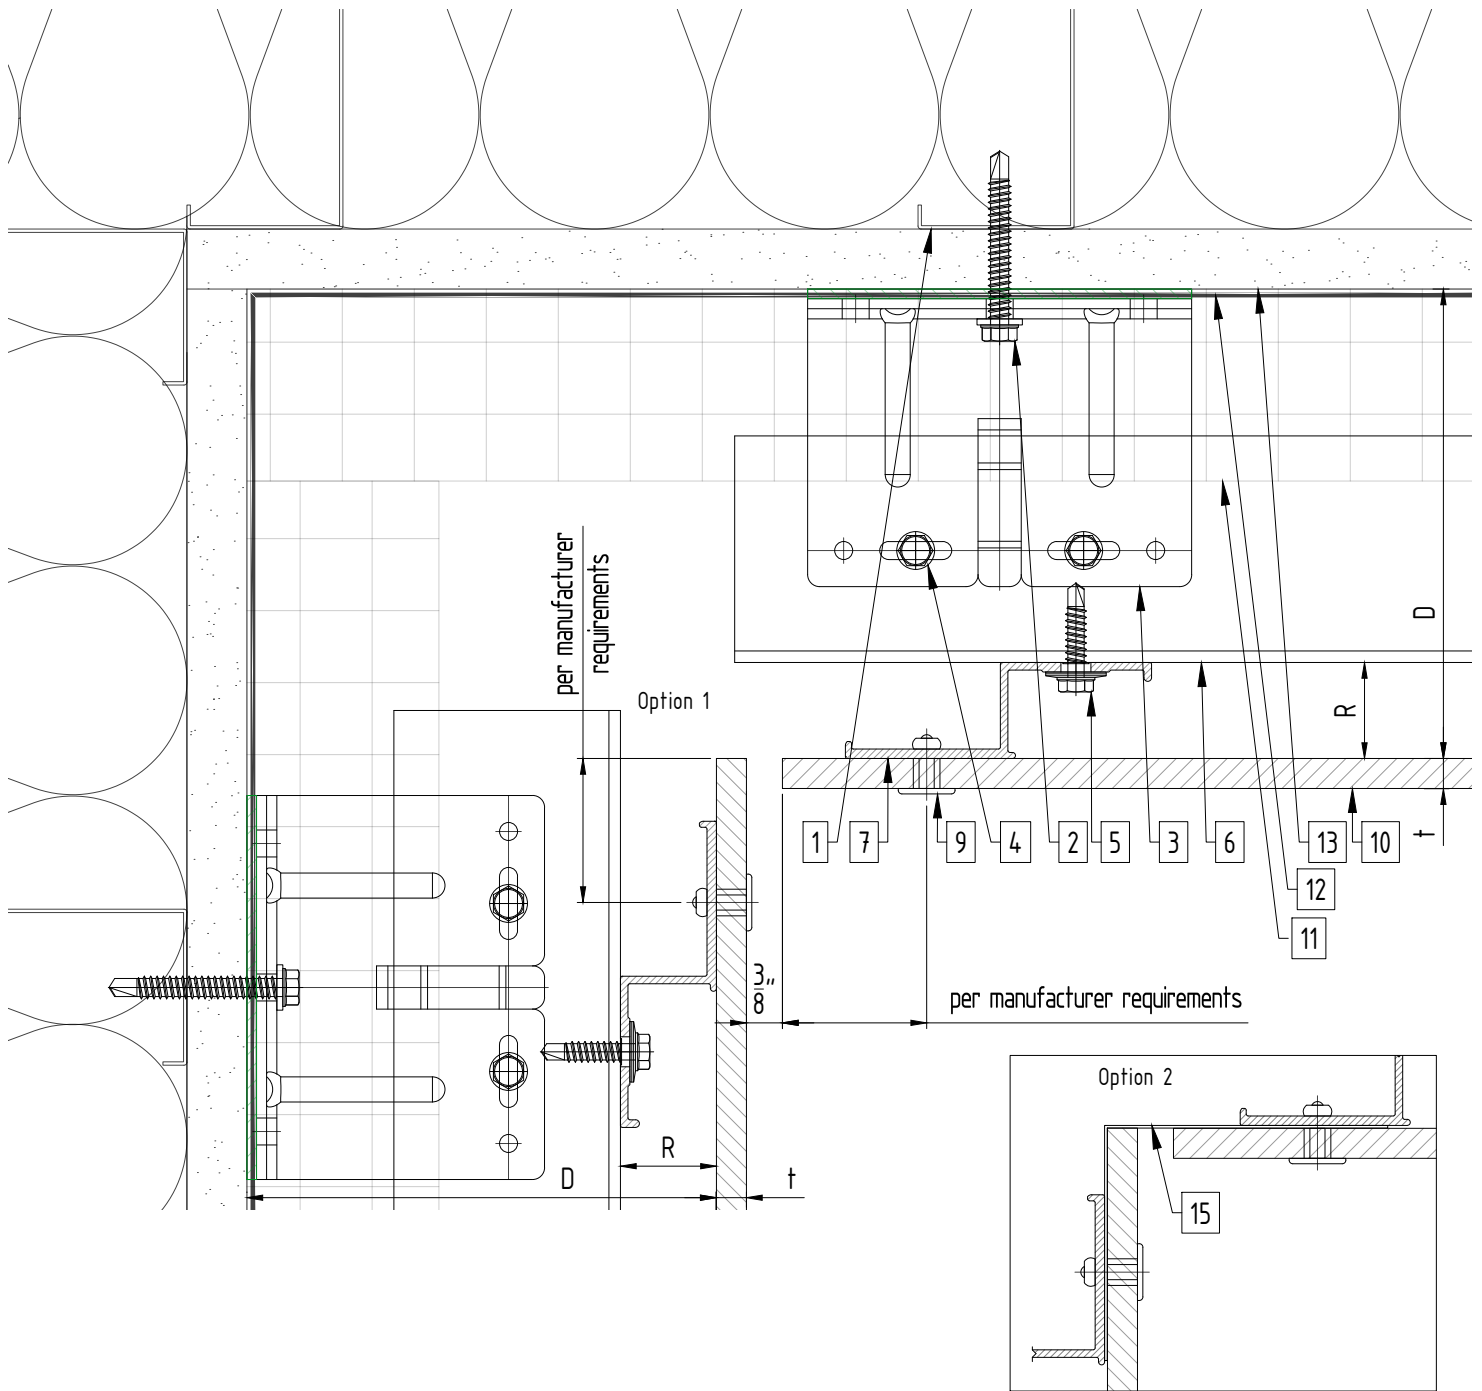 per manufacturer
requirements
Option 1
D
R
1
7
9
4
2
5
3
6
13
10
t
12
11
3/8"
per manufacturer requirements
R
D
t
Option 2
15